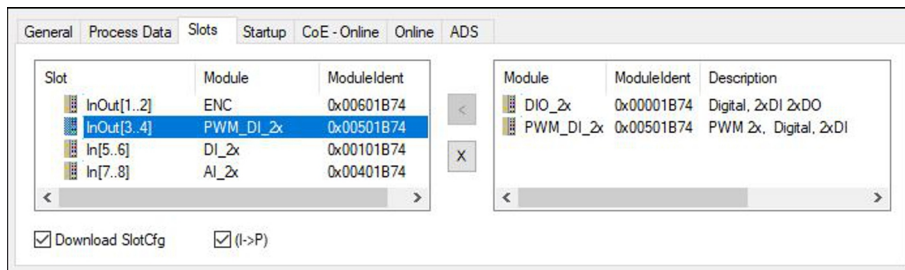 General Process Data Slots Startup CoE - Online Online ADS
Slot Module ModuleIdent
InOut[1..2] ENC 0x00601B74
InOut[3..4] PWM_DI_2x 0x00501B74
In[5..6] DI_2x 0x00101B74
In[7..8] AI_2x 0x00401B74
<
X
Module ModuleIdent Description
DIO_2x 0x00001B74 Digital, 2xDI 2xDO
PWM_DI_2x 0x00501B74 PWM 2x, Digital, 2xDI
Download SlotCfg (I->P)